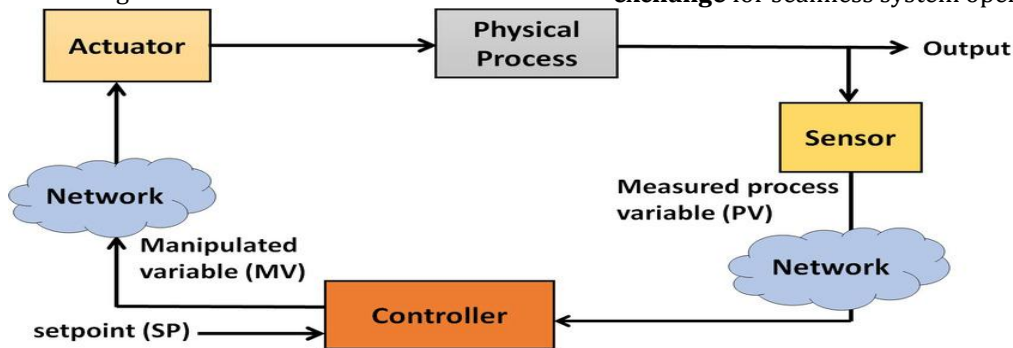 exchange for seamless system oper
Actuator
Physical
Process
Output
Sensor
Network
Measured process
variable (PV)
Manipulated
variable (MV)
Network
Controller
setpoint (SP)